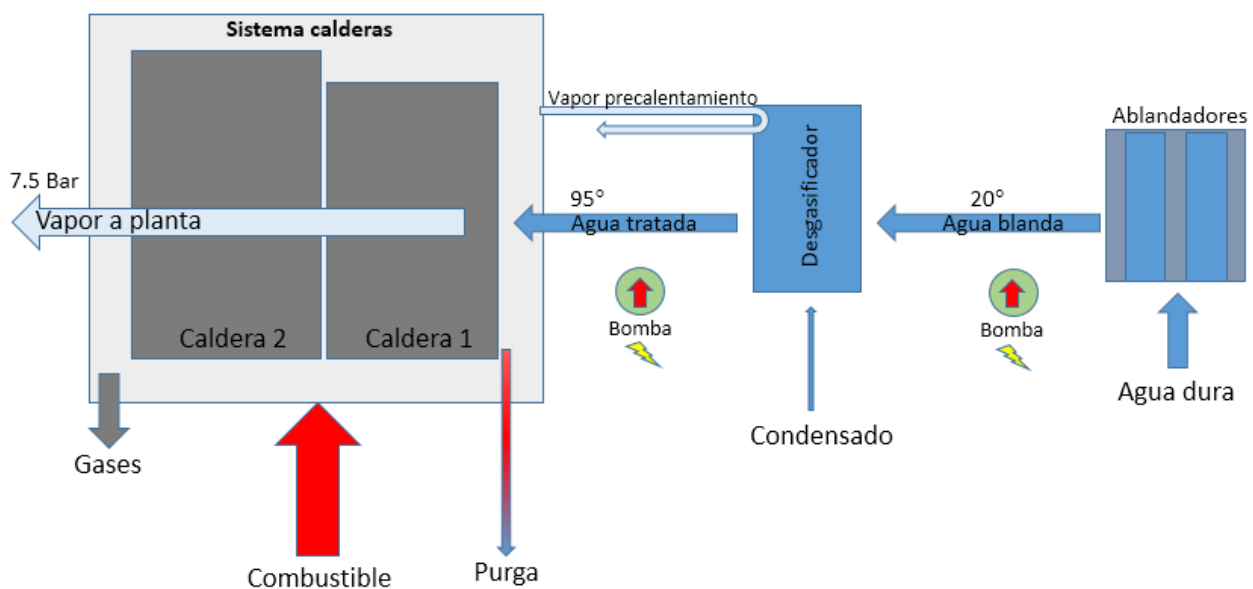 Sistema calderas
Vapor precalentamiento
Ablandadores
7.5 Bar
95°
20°
Vapor a planta
Agua tratada
Desgasificador
Agua blanda
Caldera 2
Caldera 1
Bomba
Bomba
Agua dura
Condensado
Gases
Combustible
Purga